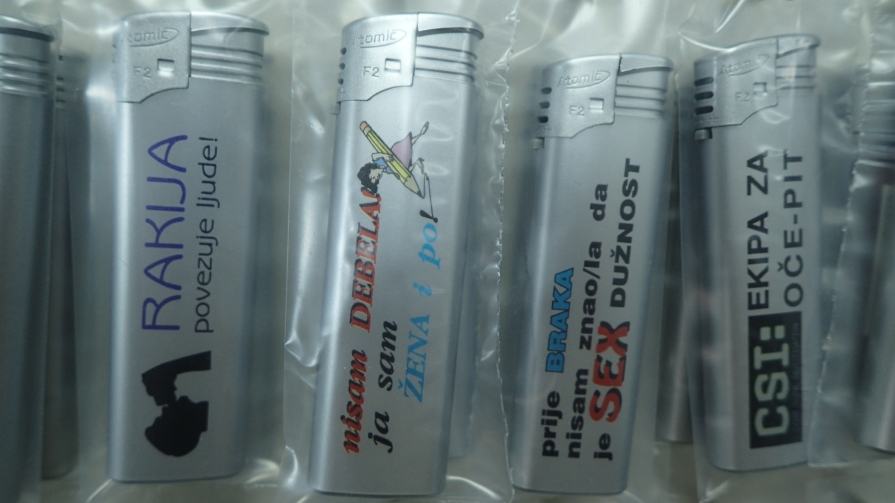 Atomic
F2
RAKIJA
povezuje ljude!
Atomic
F2
nisam DEBELA!
ja sam
ŽENA i po!
Atomic
F2
prije BRAKA
nisam znao/la da
je SEX DUŽNOST
Atomic
F2
CSI: EKIPA ZA
OČE-PIT